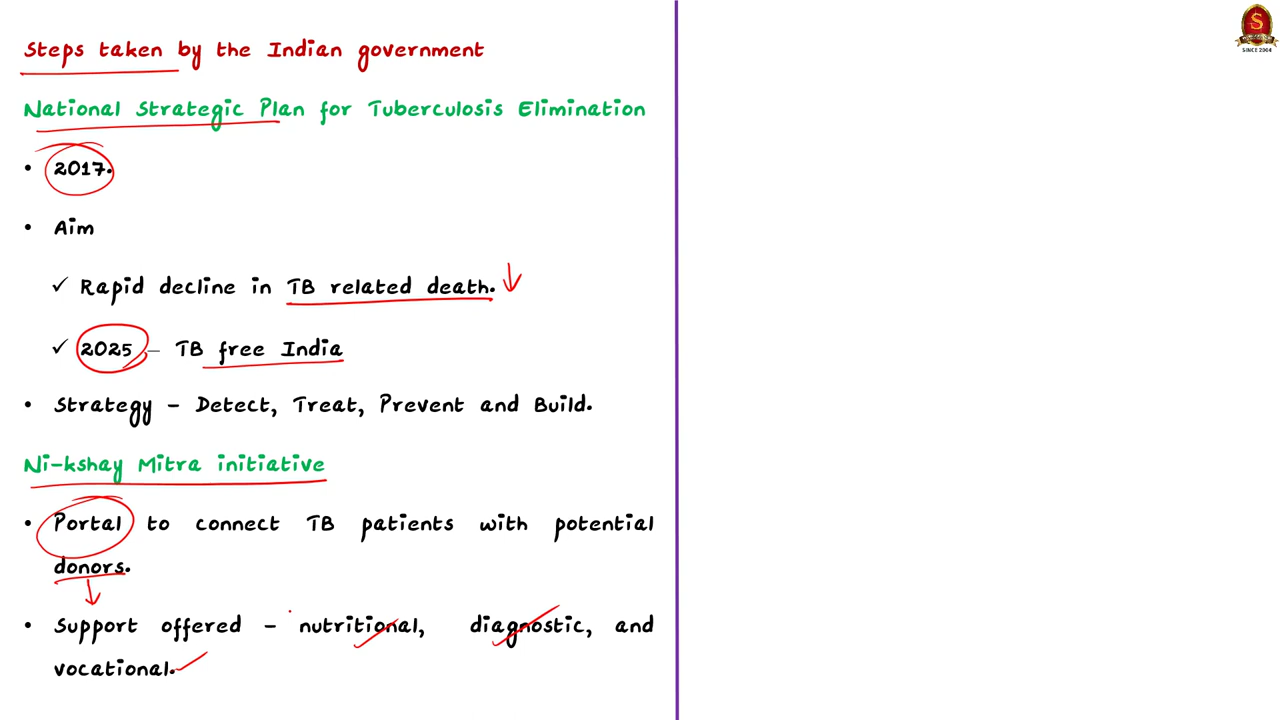 Steps taken by the Indian government
National Strategic Plan for Tuberculosis Elimination
• 2017.
• Aim
✓ Rapid decline in TB related death.
✓ 2025 – TB free India
• Strategy – Detect, Treat, Prevent and Build.
Ni-kshay Mitra initiative
• Portal to connect TB patients with potential
donors.
• Support offered – nutritional, diagnostic, and
vocational.
S
SINCE 2004